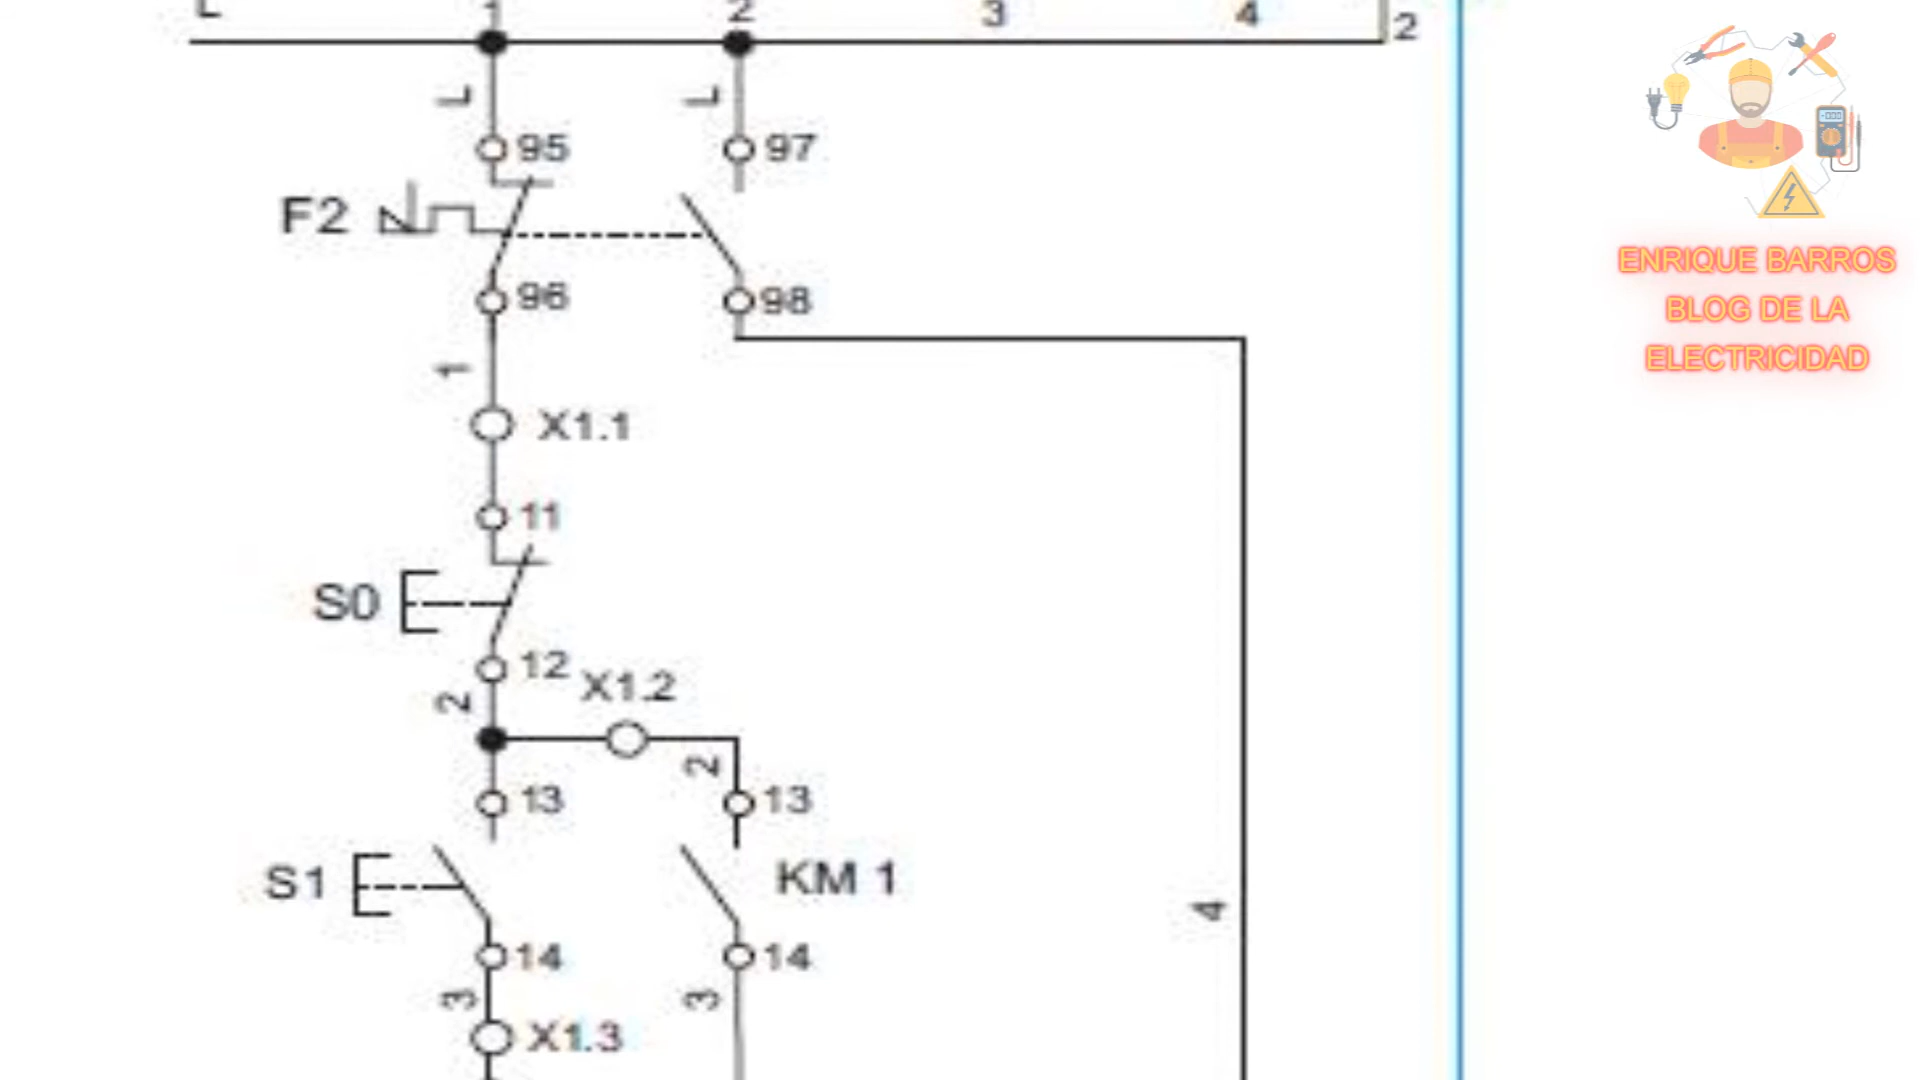 L 1 2 3 4 2
L L
95 97
F2
96 98
1
X1.1
11
S0
12 X1.2
2 2
13 13
S1 KM 1
4
14 14
3 3
X1.3
ENRIQUE BARROS
BLOG DE LA
ELECTRICIDAD